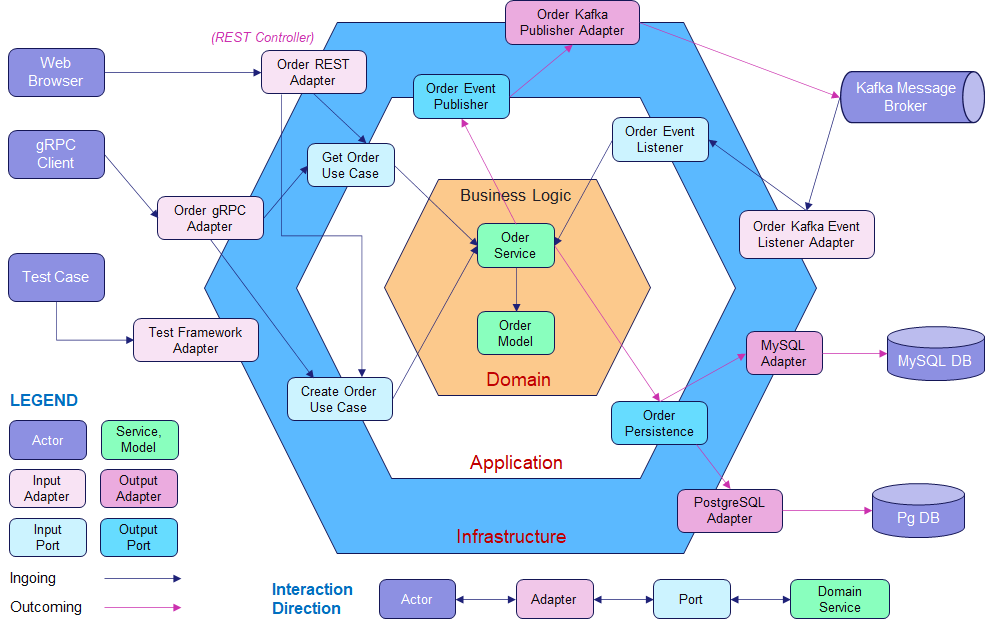 Order Kafka
Publisher Adapter
(REST Controller)
Web
Browser
Order REST
Adapter
Order Event
Publisher
Kafka Message
Broker
gRPC
Client
Get Order
Use Case
Order Event
Listener
Business Logic
Order gRPC
Adapter
Oder
Service
Order Kafka Event
Listener Adapter
Test Case
Test Framework
Adapter
Order
Model
MySQL
Adapter
MySQL DB
Domain
Create Order
Use Case
Order
Persistence
LEGEND
Actor
Service,
Model
Application
Input
Adapter
Output
Adapter
PostgreSQL
Adapter
Pg DB
Input
Port
Output
Port
Infrastructure
Ingoing
Outcoming
Interaction
Direction
Actor
Adapter
Port
Domain
Service